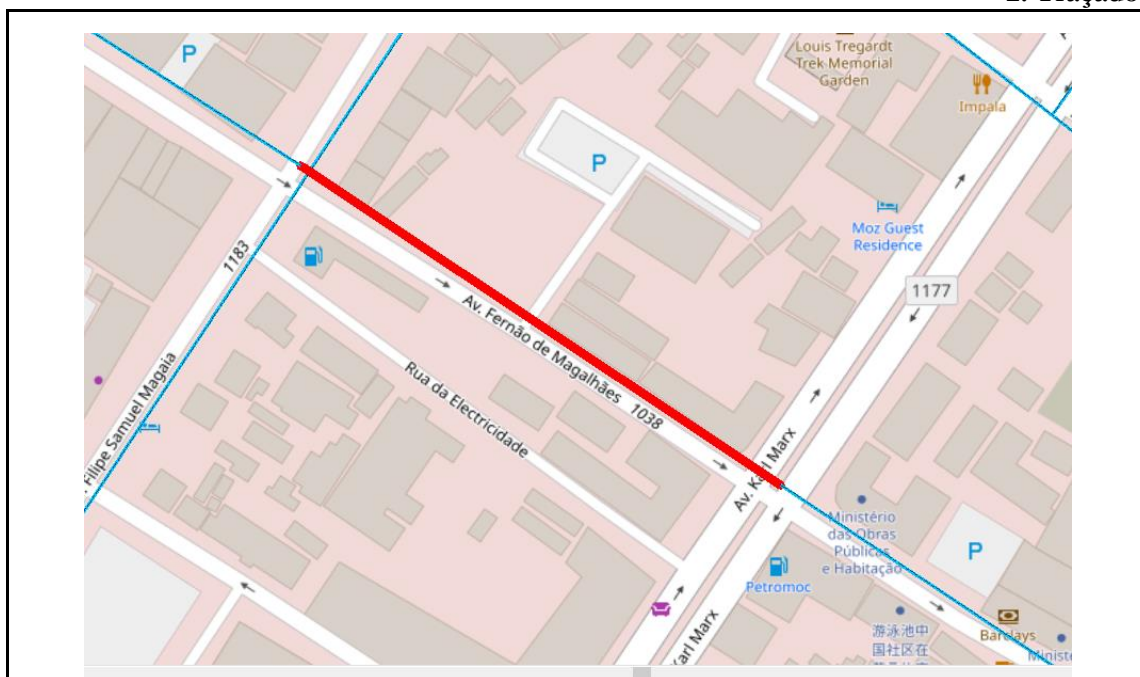 P
Louis Tregardt
Trek Memorial
Garden
Impala
P
Moz Guest
Residence
1183
1177
Av. Fernão de Magalhães 1038
Rua da Electricidade
Filipe Samuel Magaia
Av. Karl Marx
Ministério
das Obras
Públicas
e Habitação
P
Petromoc
Karl Marx
游泳池中
国社区在
Barclays
Ministé